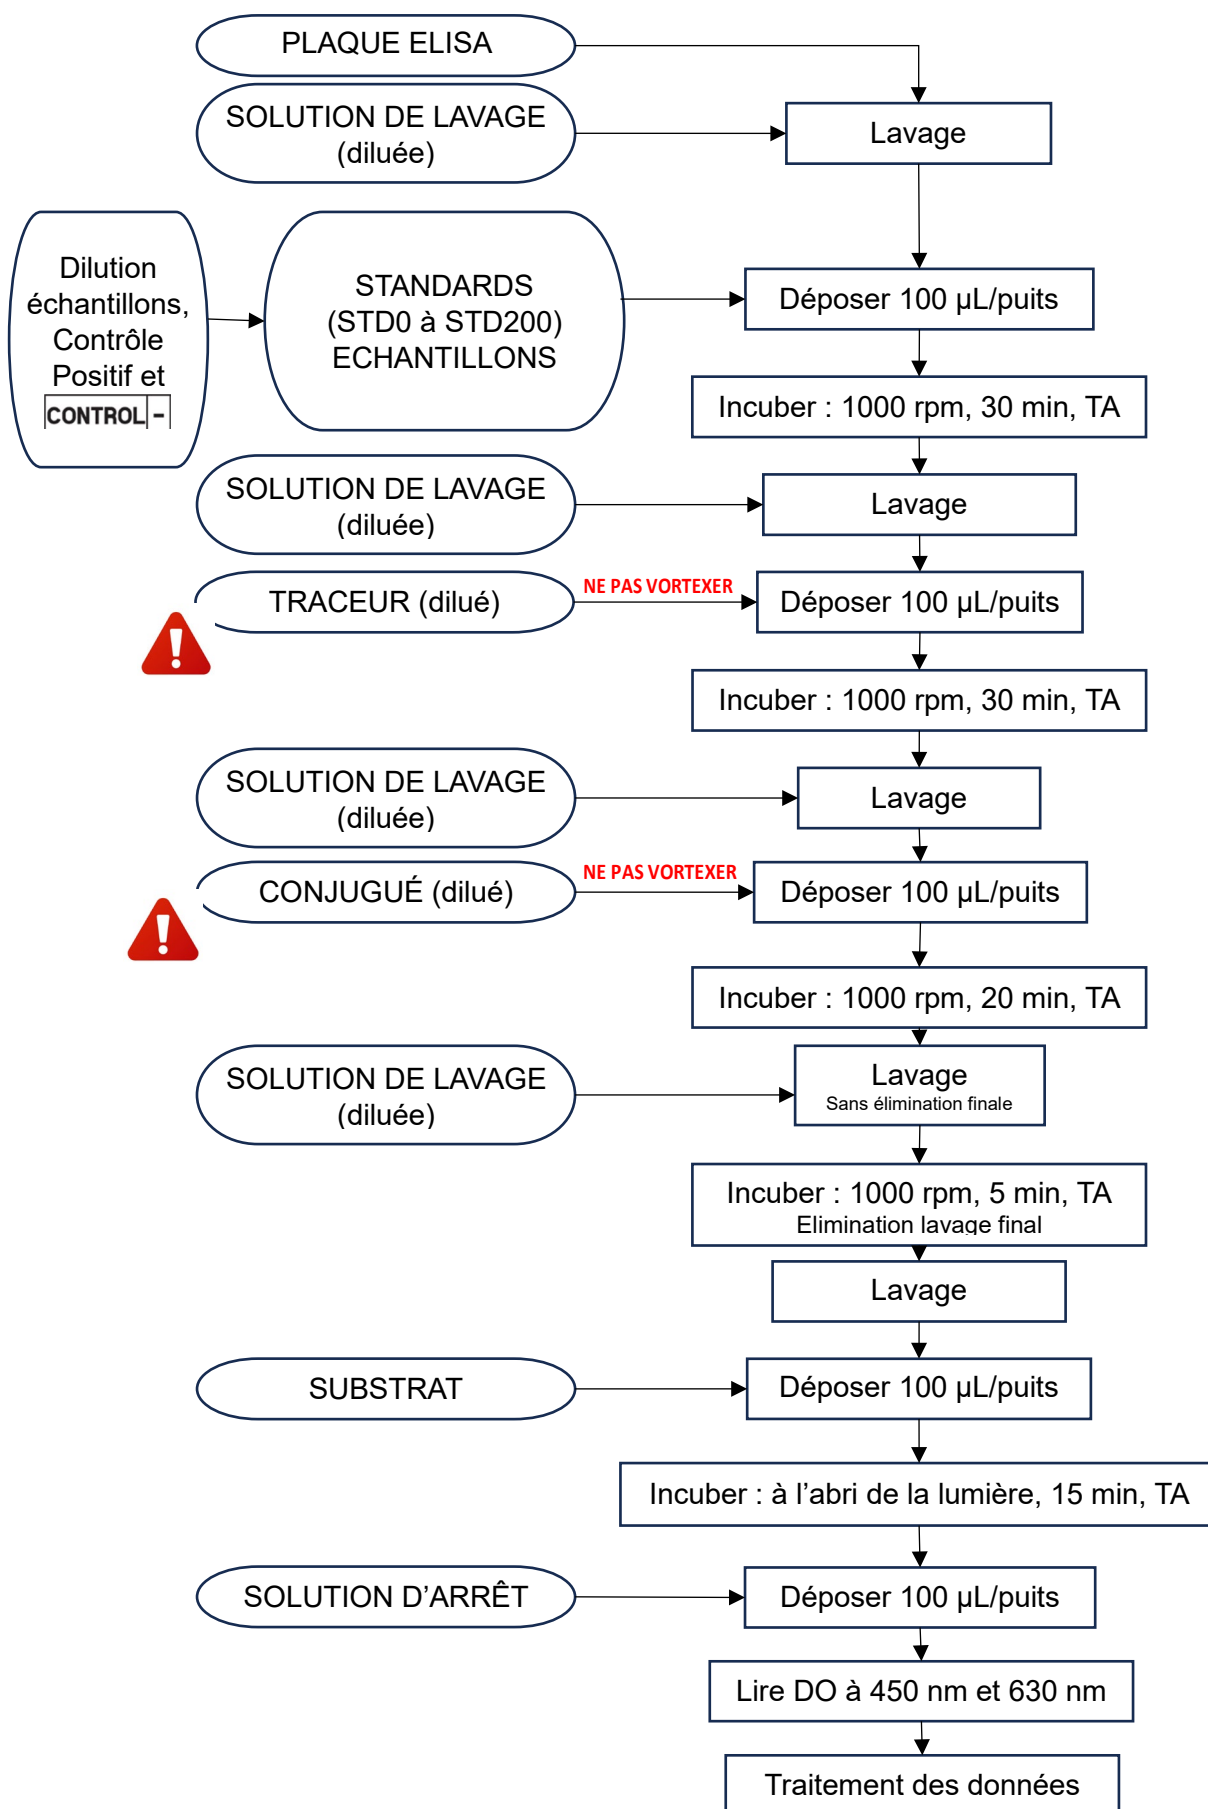 PLAQUE ELISA
SOLUTION DE LAVAGE
(diluée)
Lavage
Dilution
échantillons,
Contrôle
Positif et
CONTROL -
STANDARDS
(STD0 à STD200)
ECHANTILLONS
Déposer 100 µL/puits
Incuber : 1000 rpm, 30 min, TA
SOLUTION DE LAVAGE
(diluée)
Lavage
TRACEUR (dilué)
NE PAS VORTEXER
Déposer 100 µL/puits
Incuber : 1000 rpm, 30 min, TA
SOLUTION DE LAVAGE
(diluée)
Lavage
CONJUGUÉ (dilué)
NE PAS VORTEXER
Déposer 100 µL/puits
Incuber : 1000 rpm, 20 min, TA
SOLUTION DE LAVAGE
(diluée)
Lavage
Sans élimination finale
Incuber : 1000 rpm, 5 min, TA
Elimination lavage final
Lavage
SUBSTRAT
Déposer 100 µL/puits
Incuber : à l’abri de la lumière, 15 min, TA
SOLUTION D’ARRÊT
Déposer 100 µL/puits
Lire DO à 450 nm et 630 nm
Traitement des données